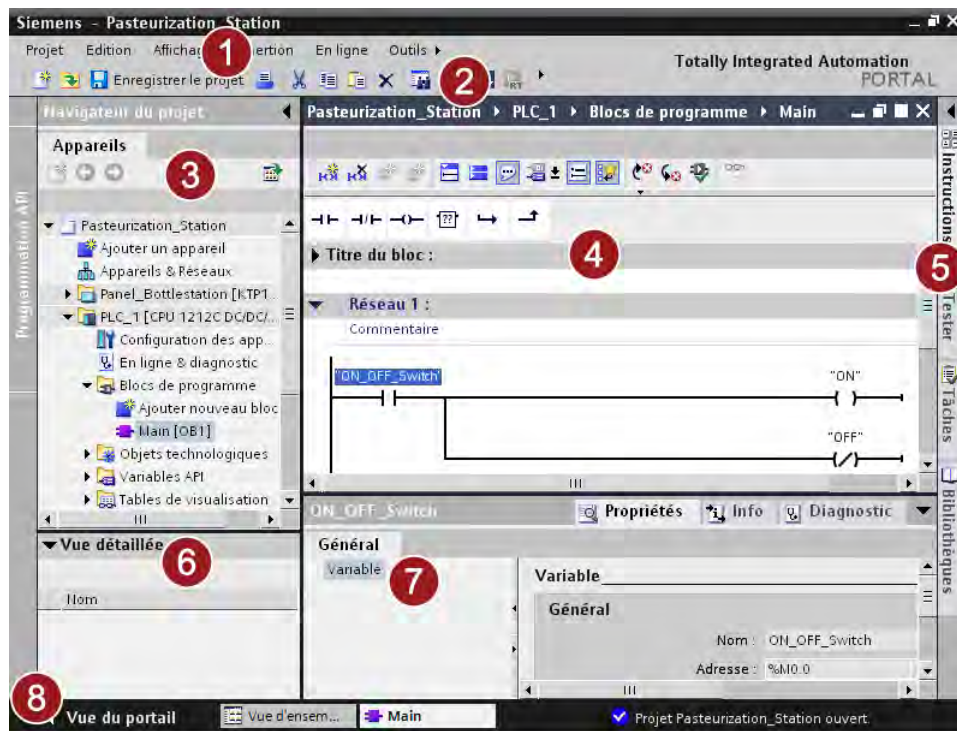 Siemens - Pasteurization_Station
Projet Edition Affichag ertion En ligne Outils
1
Totally Integrated Automation
PORTAL
Enregistrer le projet
2
Navigateur du projet
Pasteurization_Station PLC_1 Blocs de programme Main
Appareils
3
Programmation API
Pasteurization_Station
Ajouter un appareil
Appareils & Réseaux
Panel_Bottlestation [KTP1...
PLC_1 [CPU 1212C DC/DC/...
Configuration des app...
En ligne & diagnostic
Blocs de programme
Ajouter nouveau bloc
Main [OB1]
Objets technologiques
Variables API
Tables de visualisation
Titre du bloc :
4
Réseau 1 :
Commentaire
"ON_OFF_Switch"
"ON"
"OFF"
Instructions
5
Tester
Tâches
Bibliothèques
Vue détaillée
6
Nom
ON_OFF_Switch
Propriétés Info Diagnostic
Général
Variable
7
Variable
Général
Nom : ON_OFF_Switch
Adresse : %M0.0
8
Vue du portail Vue d'ensem... Main Projet Pasteurization_Station ouvert.